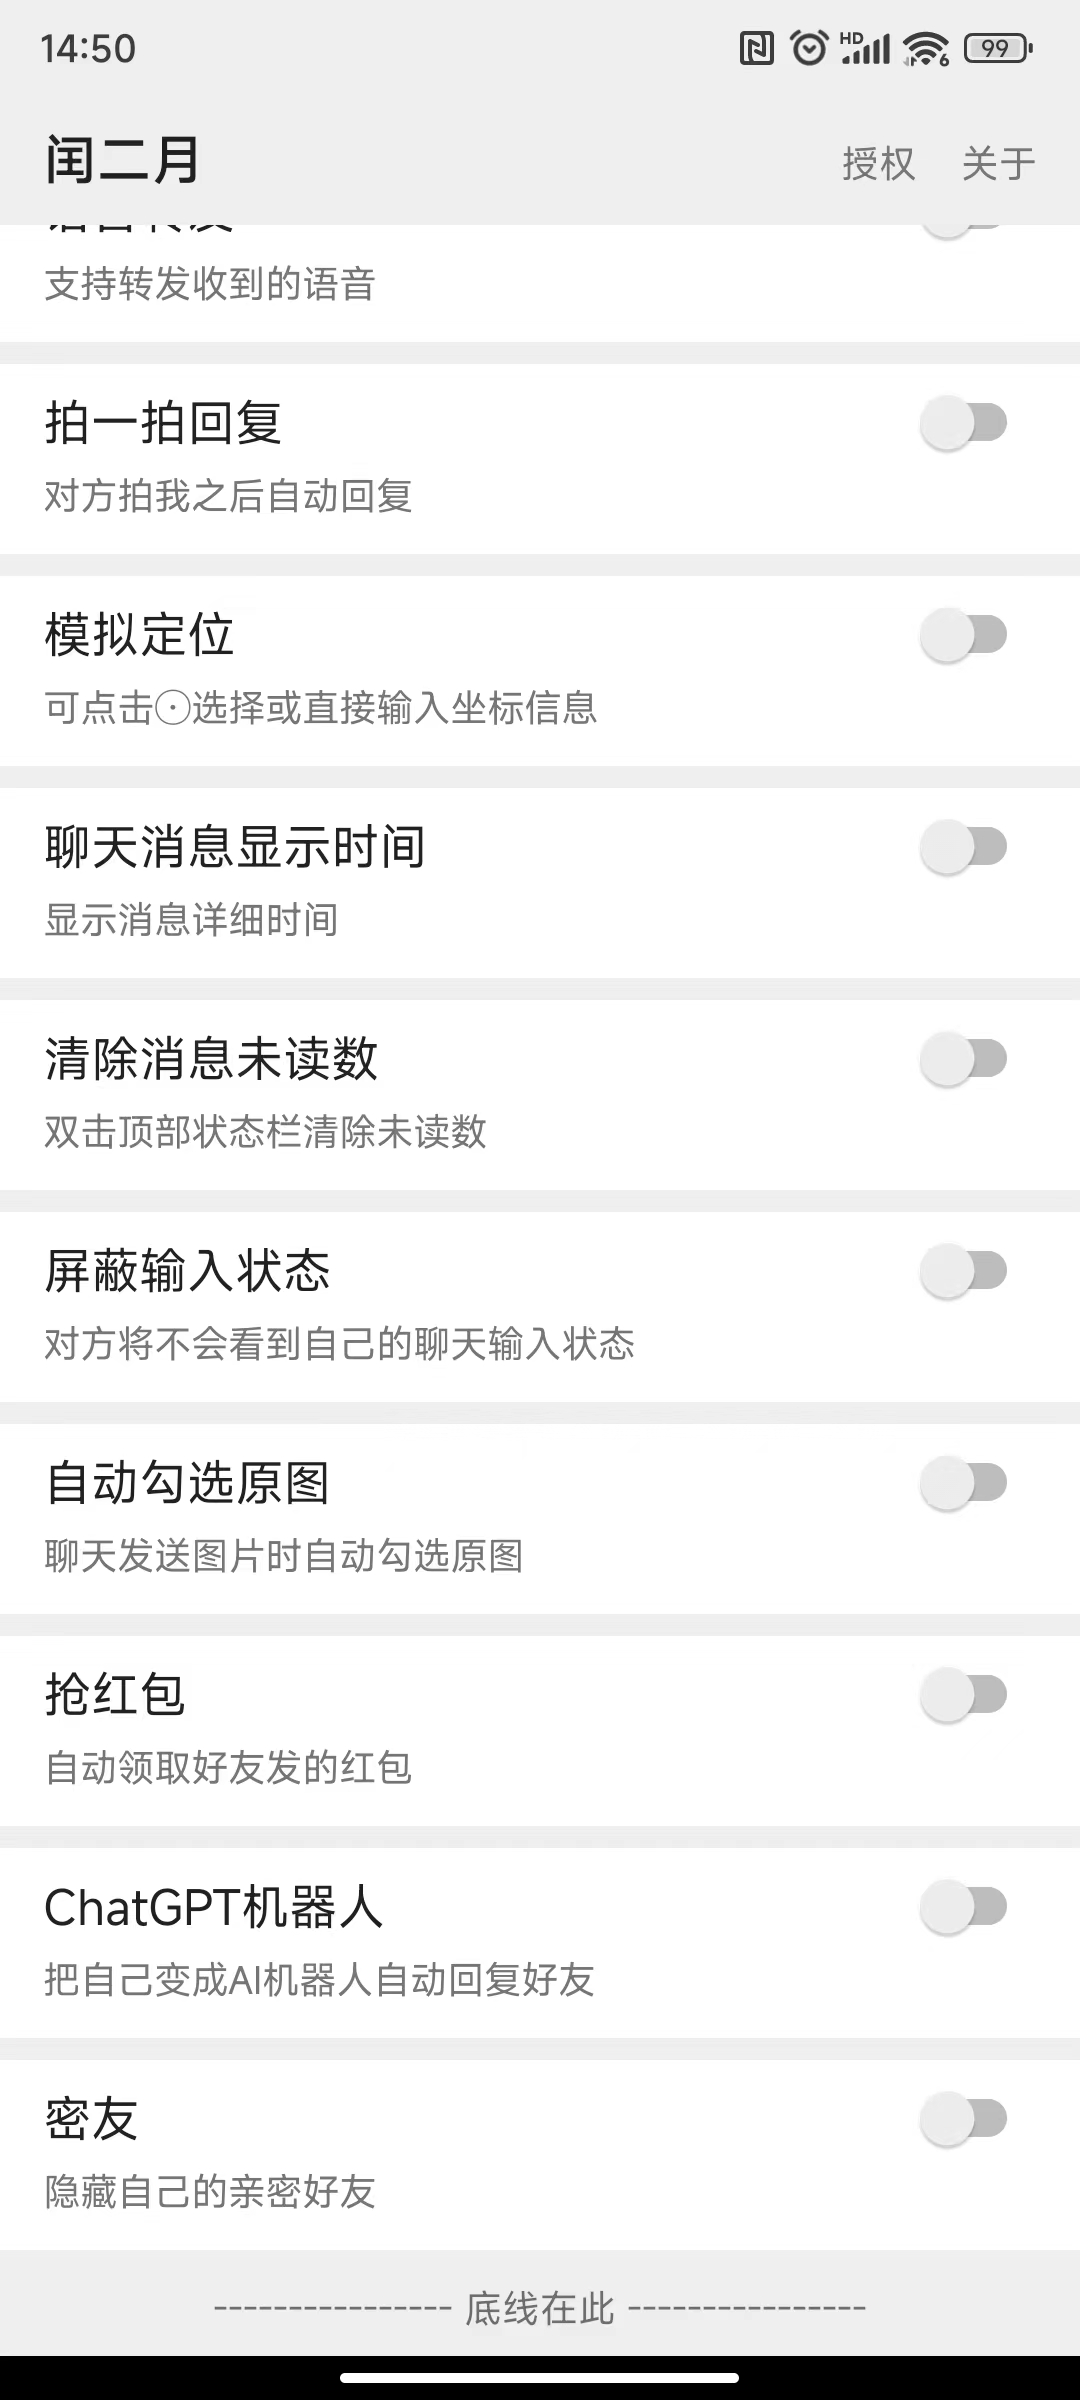 14:50
HD
6
99
闰二月
授权
关于
支持转发收到的语音
拍一拍回复
对方拍我之后自动回复
模拟定位
可点击⊙选择或直接输入坐标信息
聊天消息显示时间
显示消息详细时间
清除消息未读数
双击顶部状态栏清除未读数
屏蔽输入状态
对方将不会看到自己的聊天输入状态
自动勾选原图
聊天发送图片时自动勾选原图
抢红包
自动领取好友发的红包
ChatGPT机器人
把自己变成AI机器人自动回复好友
密友
隐藏自己的亲密好友
---------------- 底线在此 ----------------